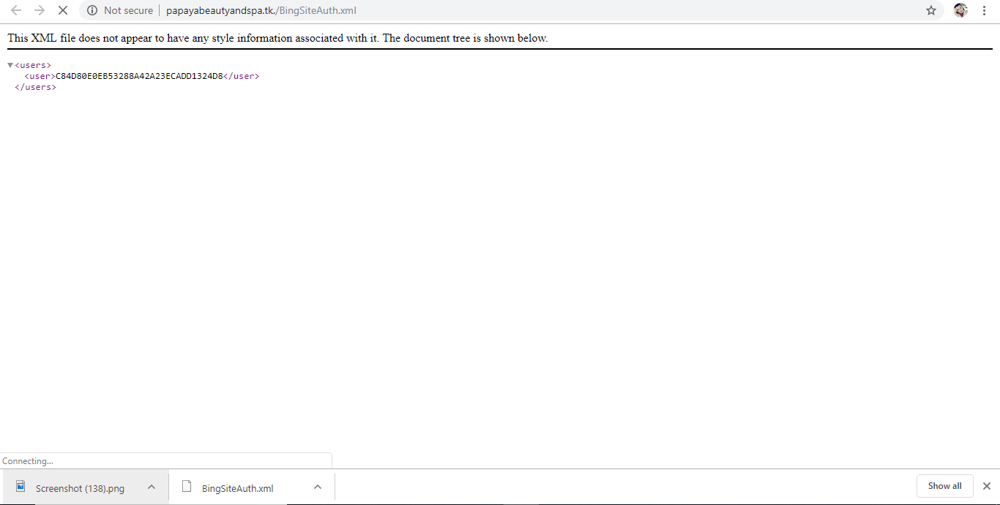 Not secure | papayabeautyandspa.tk./BingSiteAuth.xml
This XML file does not appear to have any style information associated with it. The document tree is shown below.
▼<users>
<user>C84D80E0EB53288A42A23ECADD1324D8</user>
</users>
Connecting...
Screenshot (138).png
BingSiteAuth.xml
Show all